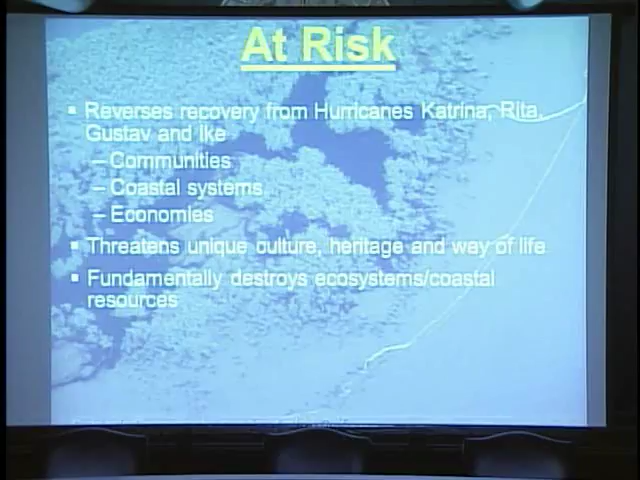 At Risk
▪ Reverses recovery from Hurricanes Katrina, Rita,
Gustav and Ike
– Communities
– Coastal systems
– Economies
▪ Threatens unique culture, heritage and way of life
▪ Fundamentally destroys ecosystems/coastal
resources